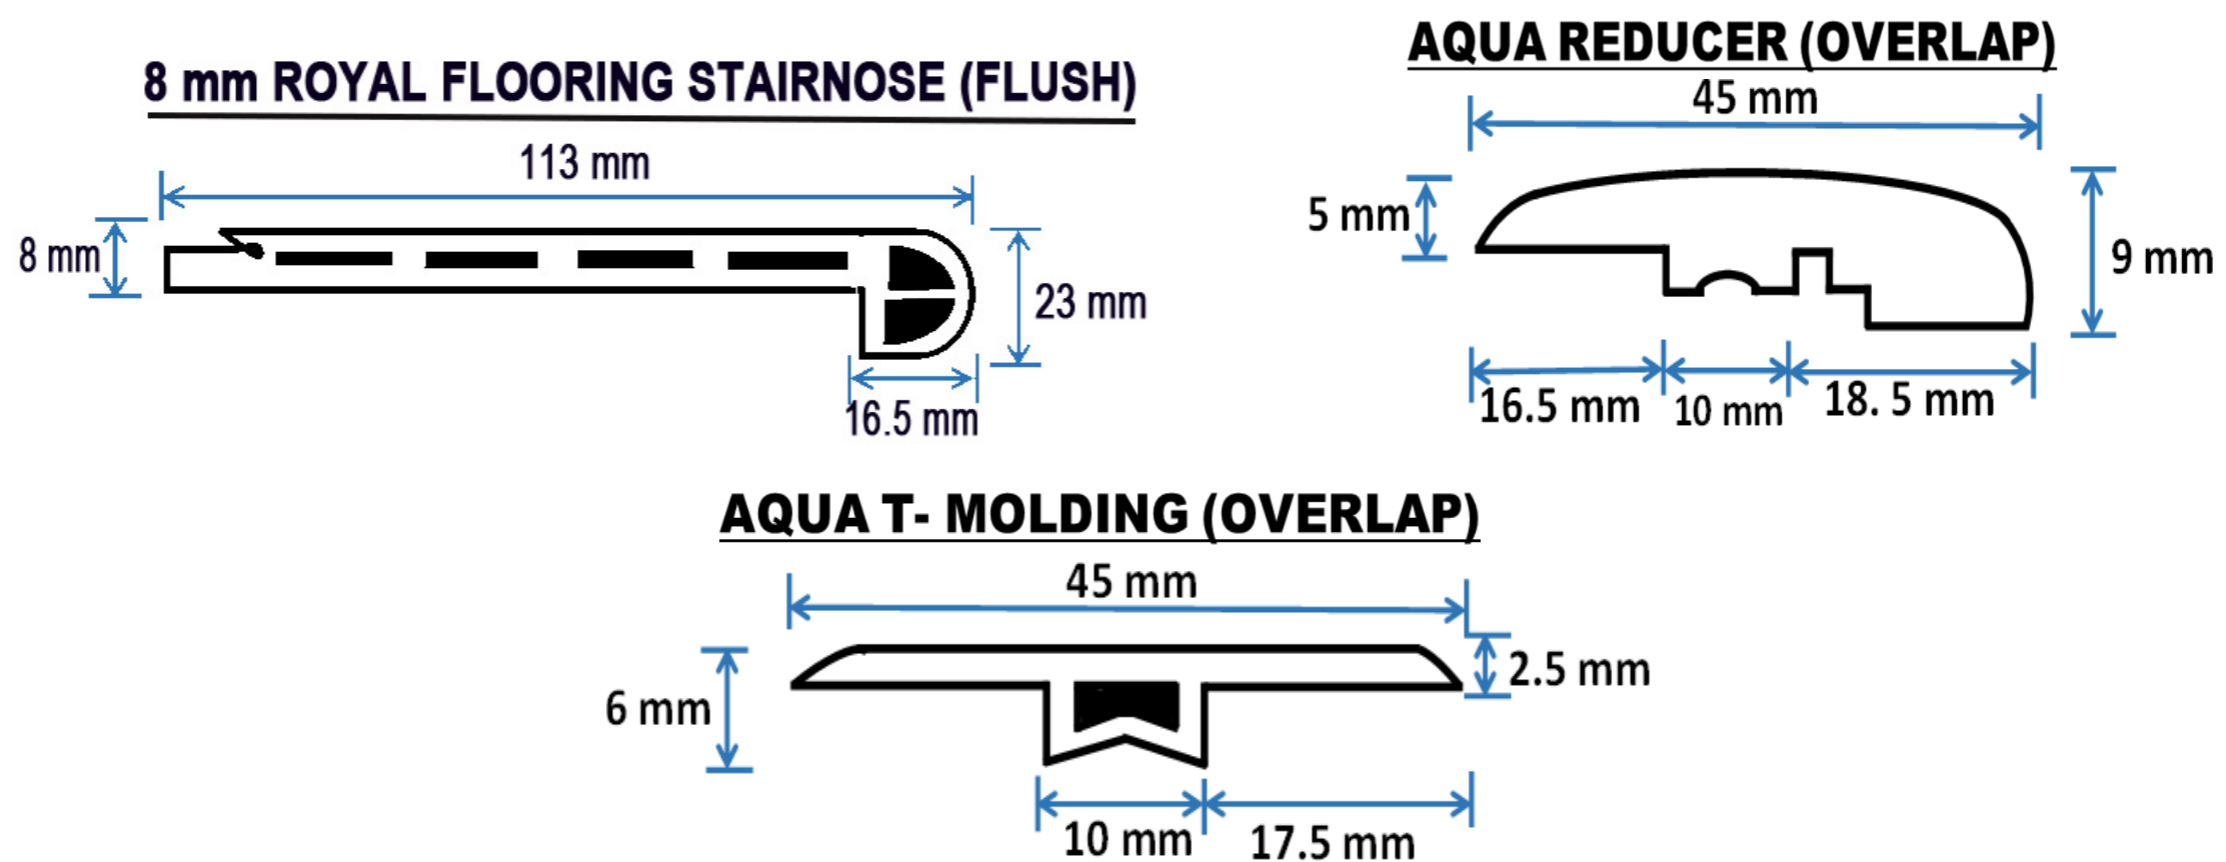 8 mm ROYAL FLOORING STAIRNOSE (FLUSH)
113 mm
8 mm
23 mm
16.5 mm
AQUA REDUCER (OVERLAP)
45 mm
5 mm
9 mm
16.5 mm
10 mm
18. 5 mm
AQUA T- MOLDING (OVERLAP)
45 mm
2.5 mm
6 mm
10 mm
17.5 mm